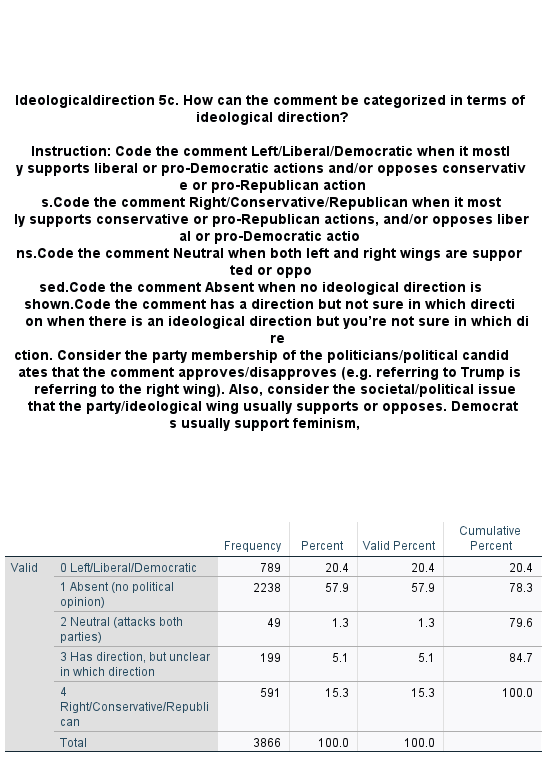 Ideologicaldirection 5c. How can the comment be categorized in terms of
ideological direction?
Instruction: Code the comment Left/Liberal/Democratic when it mostl
y supports liberal or pro-Democratic actions and/or opposes conservativ
e or pro-Republican action
s.Code the comment Right/Conservative/Republican when it most
ly supports conservative or pro-Republican actions, and/or opposes liber
al or pro-Democratic actio
ns.Code the comment Neutral when both left and right wings are suppor
ted or oppo
sed.Code the comment Absent when no ideological direction is
shown.Code the comment has a direction but not sure in which directi
on when there is an ideological direction but you’re not sure in which di
re
ction. Consider the party membership of the politicians/political candid
ates that the comment approves/disapproves (e.g. referring to Trump is
referring to the right wing). Also, consider the societal/political issue
that the party/ideological wing usually supports or opposes. Democrat
s usually support feminism,
Frequency Percent Valid Percent Cumulative
Percent
Valid 0 Left/Liberal/Democratic 789 20.4 20.4 20.4
1 Absent (no political
opinion) 2238 57.9 57.9 78.3
2 Neutral (attacks both
parties) 49 1.3 1.3 79.6
3 Has direction, but unclear
in which direction 199 5.1 5.1 84.7
4
Right/Conservative/Republi
can 591 15.3 15.3 100.0
Total 3866 100.0 100.0